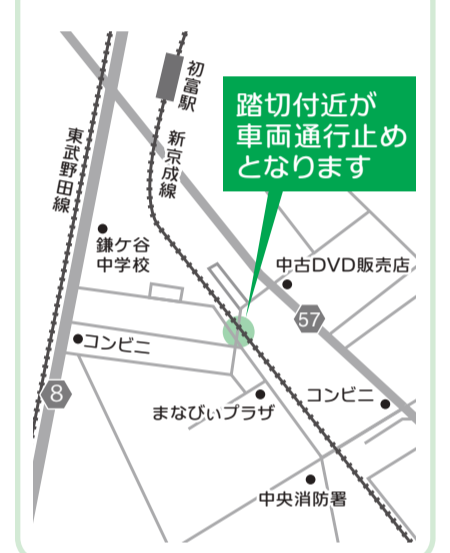 初富駅
踏切付近が
車両通行止め
となります
東武野田線
新京成線
鎌ケ谷
中学校
中古DVD販売店
57
コンビニ
8
まなびぃプラザ
コンビニ
中央消防署